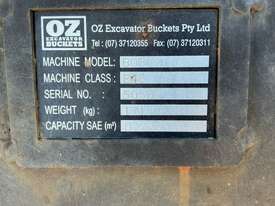 OZ
EXCAVATOR
BUCKETS
OZ Excavator Buckets Pty Ltd
Tel : (07) 37120355 Fax: (07) 37120311
MACHINE MODEL:
MACHINE CLASS:
SERIAL NO. :
WEIGHT (kg) :
CAPACITY SAE (m³)